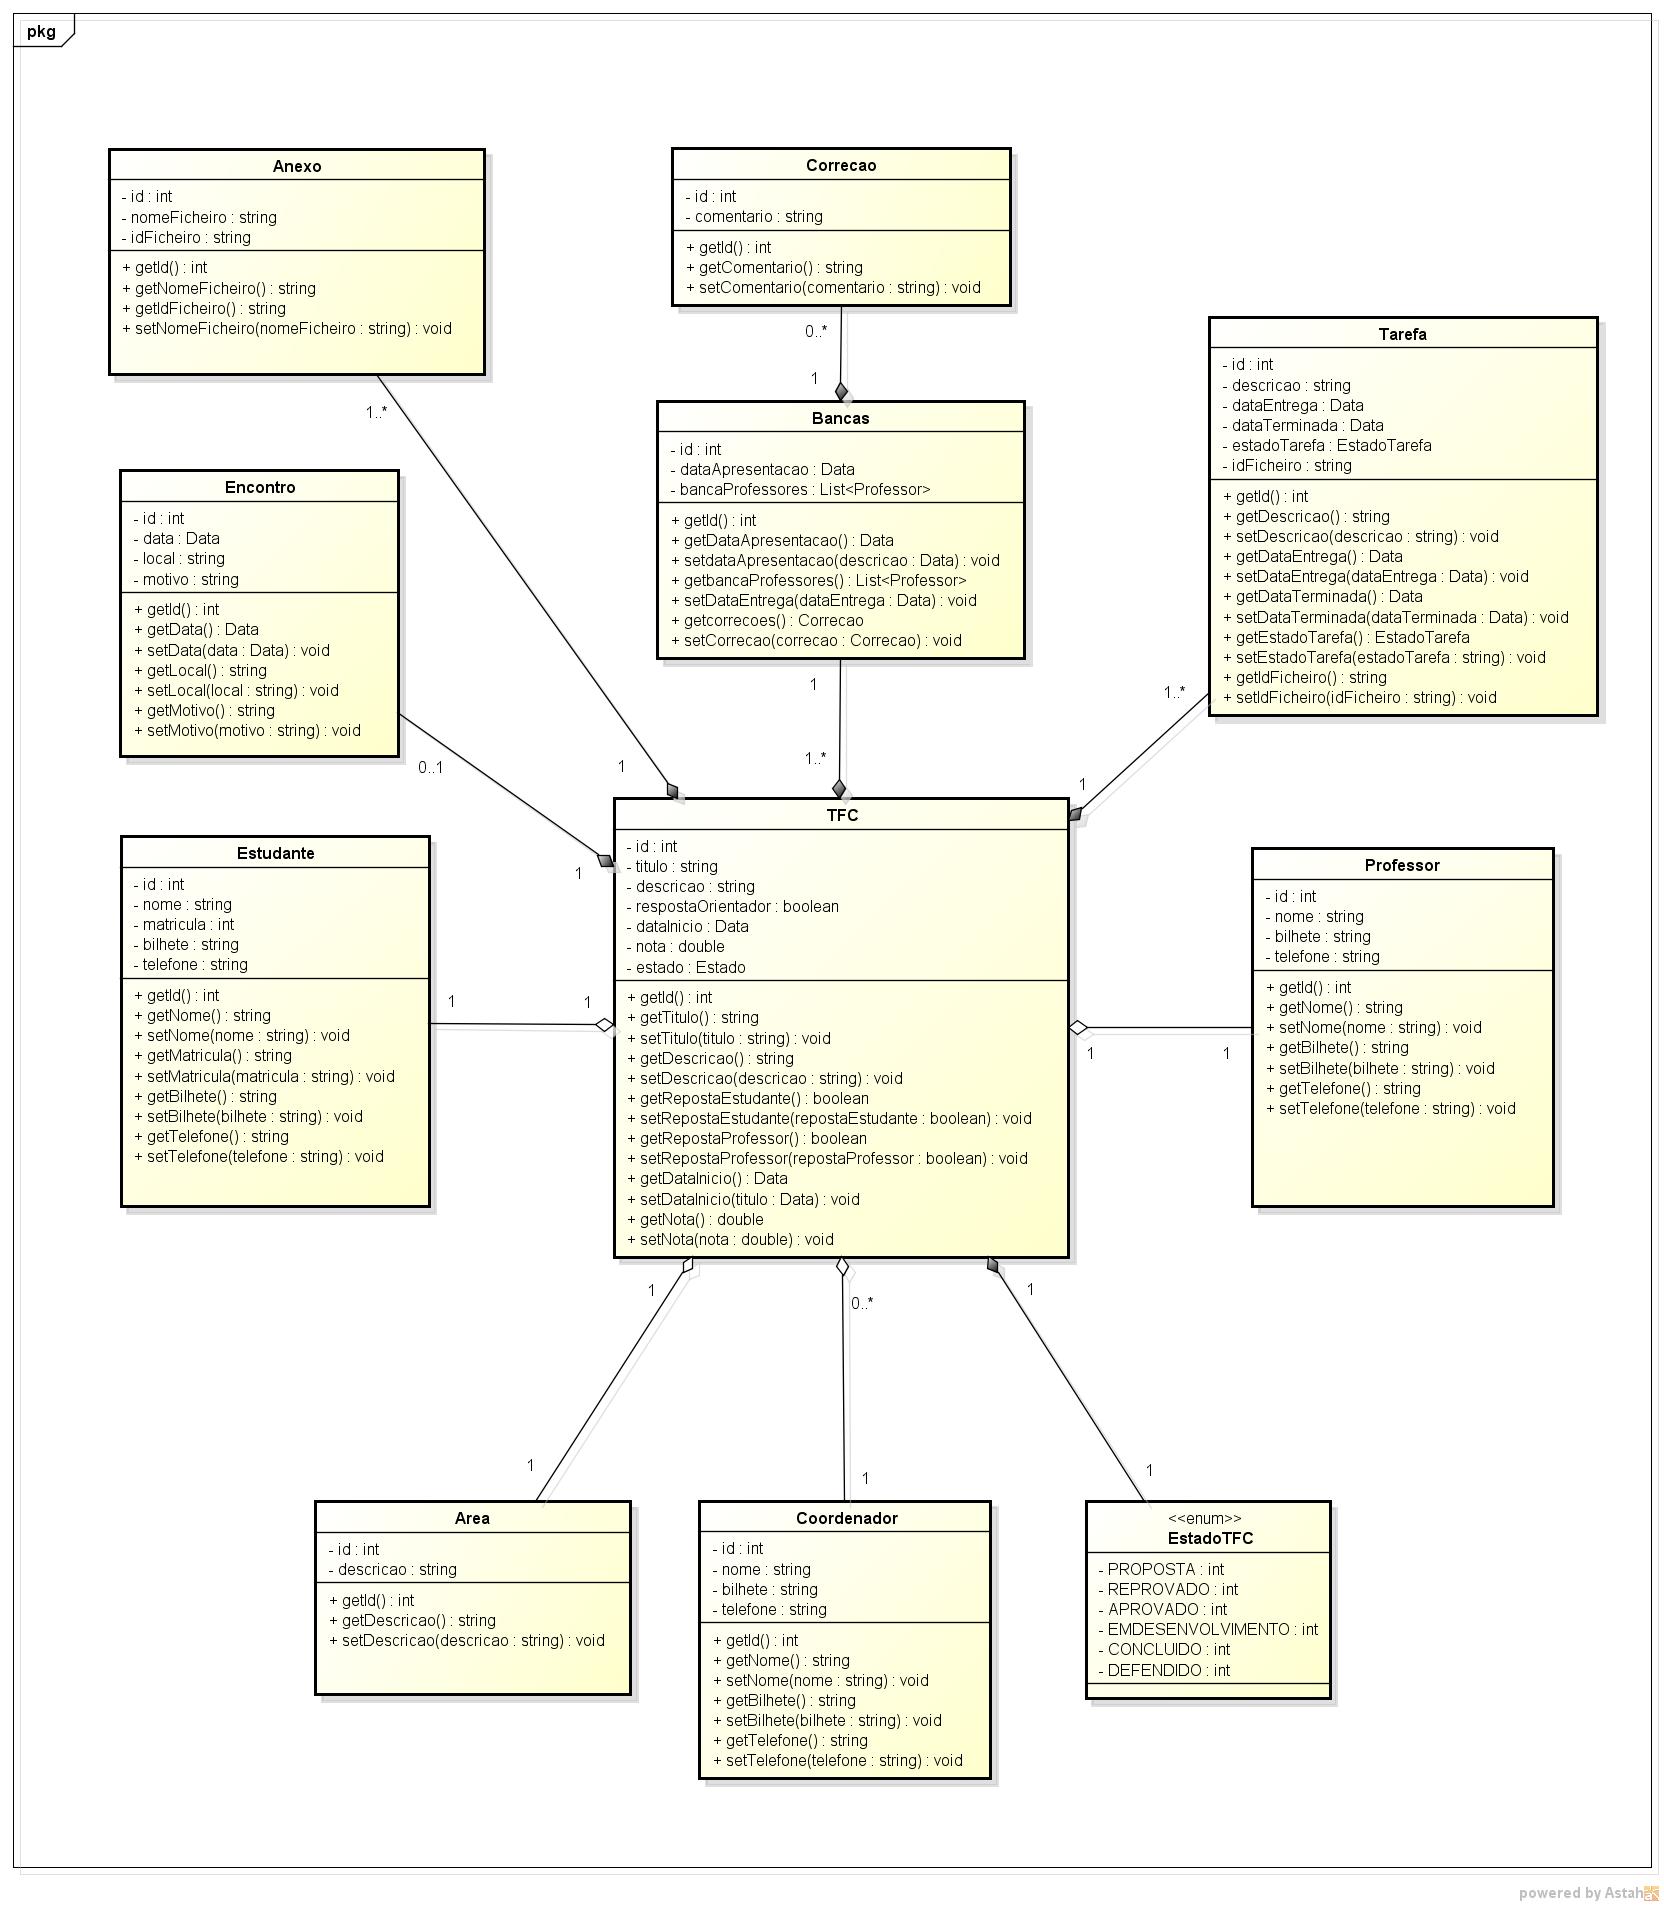 pkg
Anexo
- id : int
- nomeFicheiro : string
- idFicheiro : string
+ getId() : int
+ getNomeFicheiro() : string
+ getIdFicheiro() : string
+ setNomeFicheiro(nomeFicheiro : string) : void
1..*
1
Correcao
- id : int
- comentario : string
+ getId() : int
+ getComentario() : string
+ setComentario(comentario : string) : void
0..*
1
Bancas
- id : int
- dataApresentacao : Data
- bancaProfessores : List<Professor>
+ getId() : int
+ getDataApresentacao() : Data
+ setdataApresentacao(descricao : Data) : void
+ getbancaProfessores() : List<Professor>
+ setDataEntrega(dataEntrega : Data) : void
+ getcorrecoes() : Correcao
+ setCorrecao(correcao : Correcao) : void
1
1..*
Tarefa
- id : int
- descricao : string
- dataEntrega : Data
- dataTerminada : Data
- estadoTarefa : EstadoTarefa
- idFicheiro : string
+ getId() : int
+ getDescricao() : string
+ setDescricao(descricao : string) : void
+ getDataEntrega() : Data
+ setDataEntrega(dataEntrega : Data) : void
+ getDataTerminada() : Data
+ setDataTerminada(dataTerminada : Data) : void
+ getEstadoTarefa() : EstadoTarefa
+ setEstadoTarefa(estadoTarefa : string) : void
+ getIdFicheiro() : string
+ setIdFicheiro(idFicheiro : string) : void
1..*
1
Encontro
- id : int
- data : Data
- local : string
- motivo : string
+ getId() : int
+ getData() : Data
+ setData(data : Data) : void
+ getLocal() : string
+ setLocal(local : string) : void
+ getMotivo() : string
+ setMotivo(motivo : string) : void
0..1
1
Estudante
- id : int
- nome : string
- matricula : int
- bilhete : string
- telefone : string
+ getId() : int
+ getNome() : string
+ setNome(nome : string) : void
+ getMatricula() : string
+ setMatricula(matricula : string) : void
+ getBilhete() : string
+ setBilhete(bilhete : string) : void
+ getTelefone() : string
+ setTelefone(telefone : string) : void
1
1
TFC
- id : int
- titulo : string
- descricao : string
- respostaOrientador : boolean
- dataInicio : Data
- nota : double
- estado : Estado
+ getId() : int
+ getTitulo() : string
+ setTitulo(titulo : string) : void
+ getDescricao() : string
+ setDescricao(descricao : string) : void
+ getRepostaEstudante() : boolean
+ setRepostaEstudante(repostaEstudante : boolean) : void
+ getRepostaProfessor() : boolean
+ setRepostaProfessor(repostaProfessor : boolean) : void
+ getDataInicio() : Data
+ setDataInicio(titulo : Data) : void
+ getNota() : double
+ setNota(nota : double) : void
Professor
- id : int
- nome : string
- bilhete : string
- telefone : string
+ getId() : int
+ getNome() : string
+ setNome(nome : string) : void
+ getBilhete() : string
+ setBilhete(bilhete : string) : void
+ getTelefone() : string
+ setTelefone(telefone : string) : void
1
1
1
0..*
1
1
1
1
Area
- id : int
- descricao : string
+ getId() : int
+ getDescricao() : string
+ setDescricao(descricao : string) : void
Coordenador
- id : int
- nome : string
- bilhete : string
- telefone : string
+ getId() : int
+ getNome() : string
+ setNome(nome : string) : void
+ getBilhete() : string
+ setBilhete(bilhete : string) : void
+ getTelefone() : string
+ setTelefone(telefone : string) : void
<<enum>>
EstadoTFC
- PROPOSTA : int
- REPROVADO : int
- APROVADO : int
- EMDESENVOLVIMENTO : int
- CONCLUIDO : int
- DEFENDIDO : int
powered by Astah